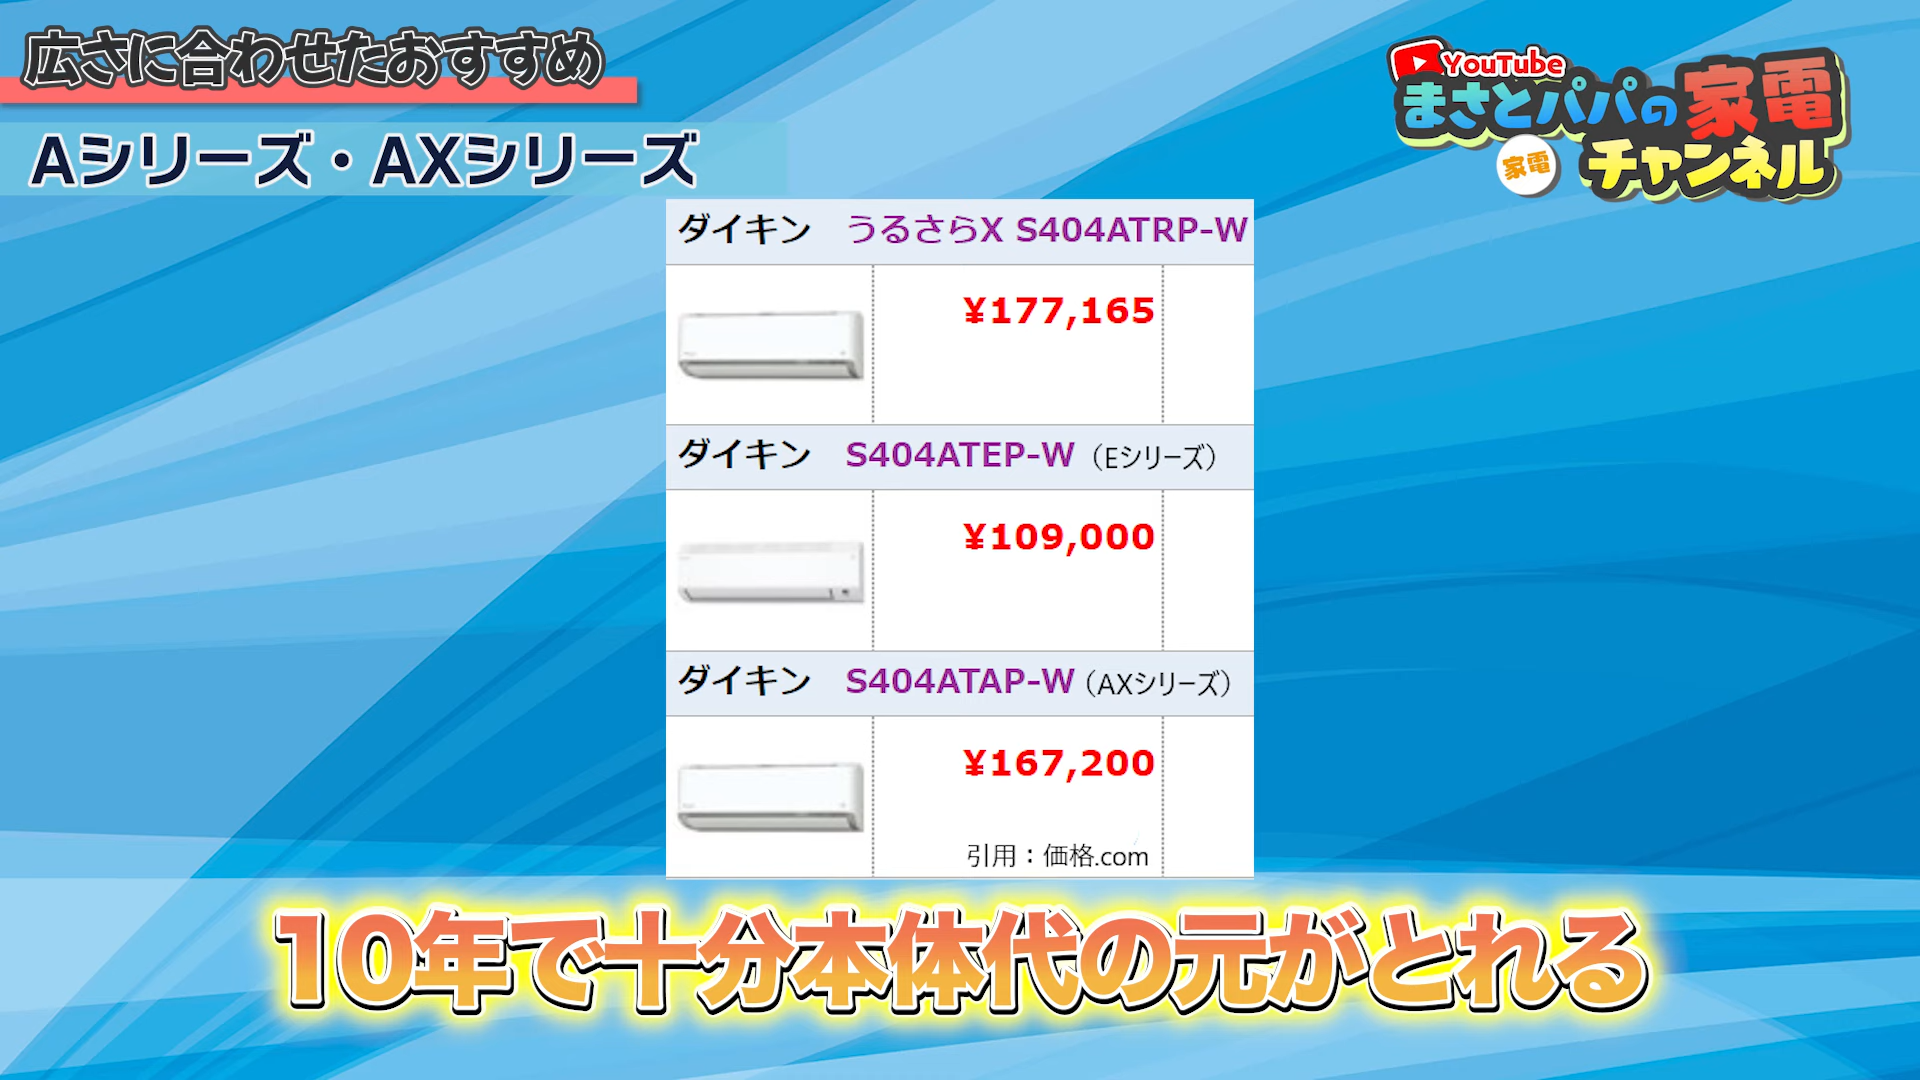 広さに合わせたおすすめ
Aシリーズ・AXシリーズ
YouTube
まさとパパの家電
家電
チャンネル
ダイキン うるさらX S404ATRP-W
¥177,165
ダイキン S404ATEP-W（Eシリーズ）
¥109,000
ダイキン S404ATAP-W（AXシリーズ）
¥167,200
引用：価格.com
10年で十分本体代の元がとれる